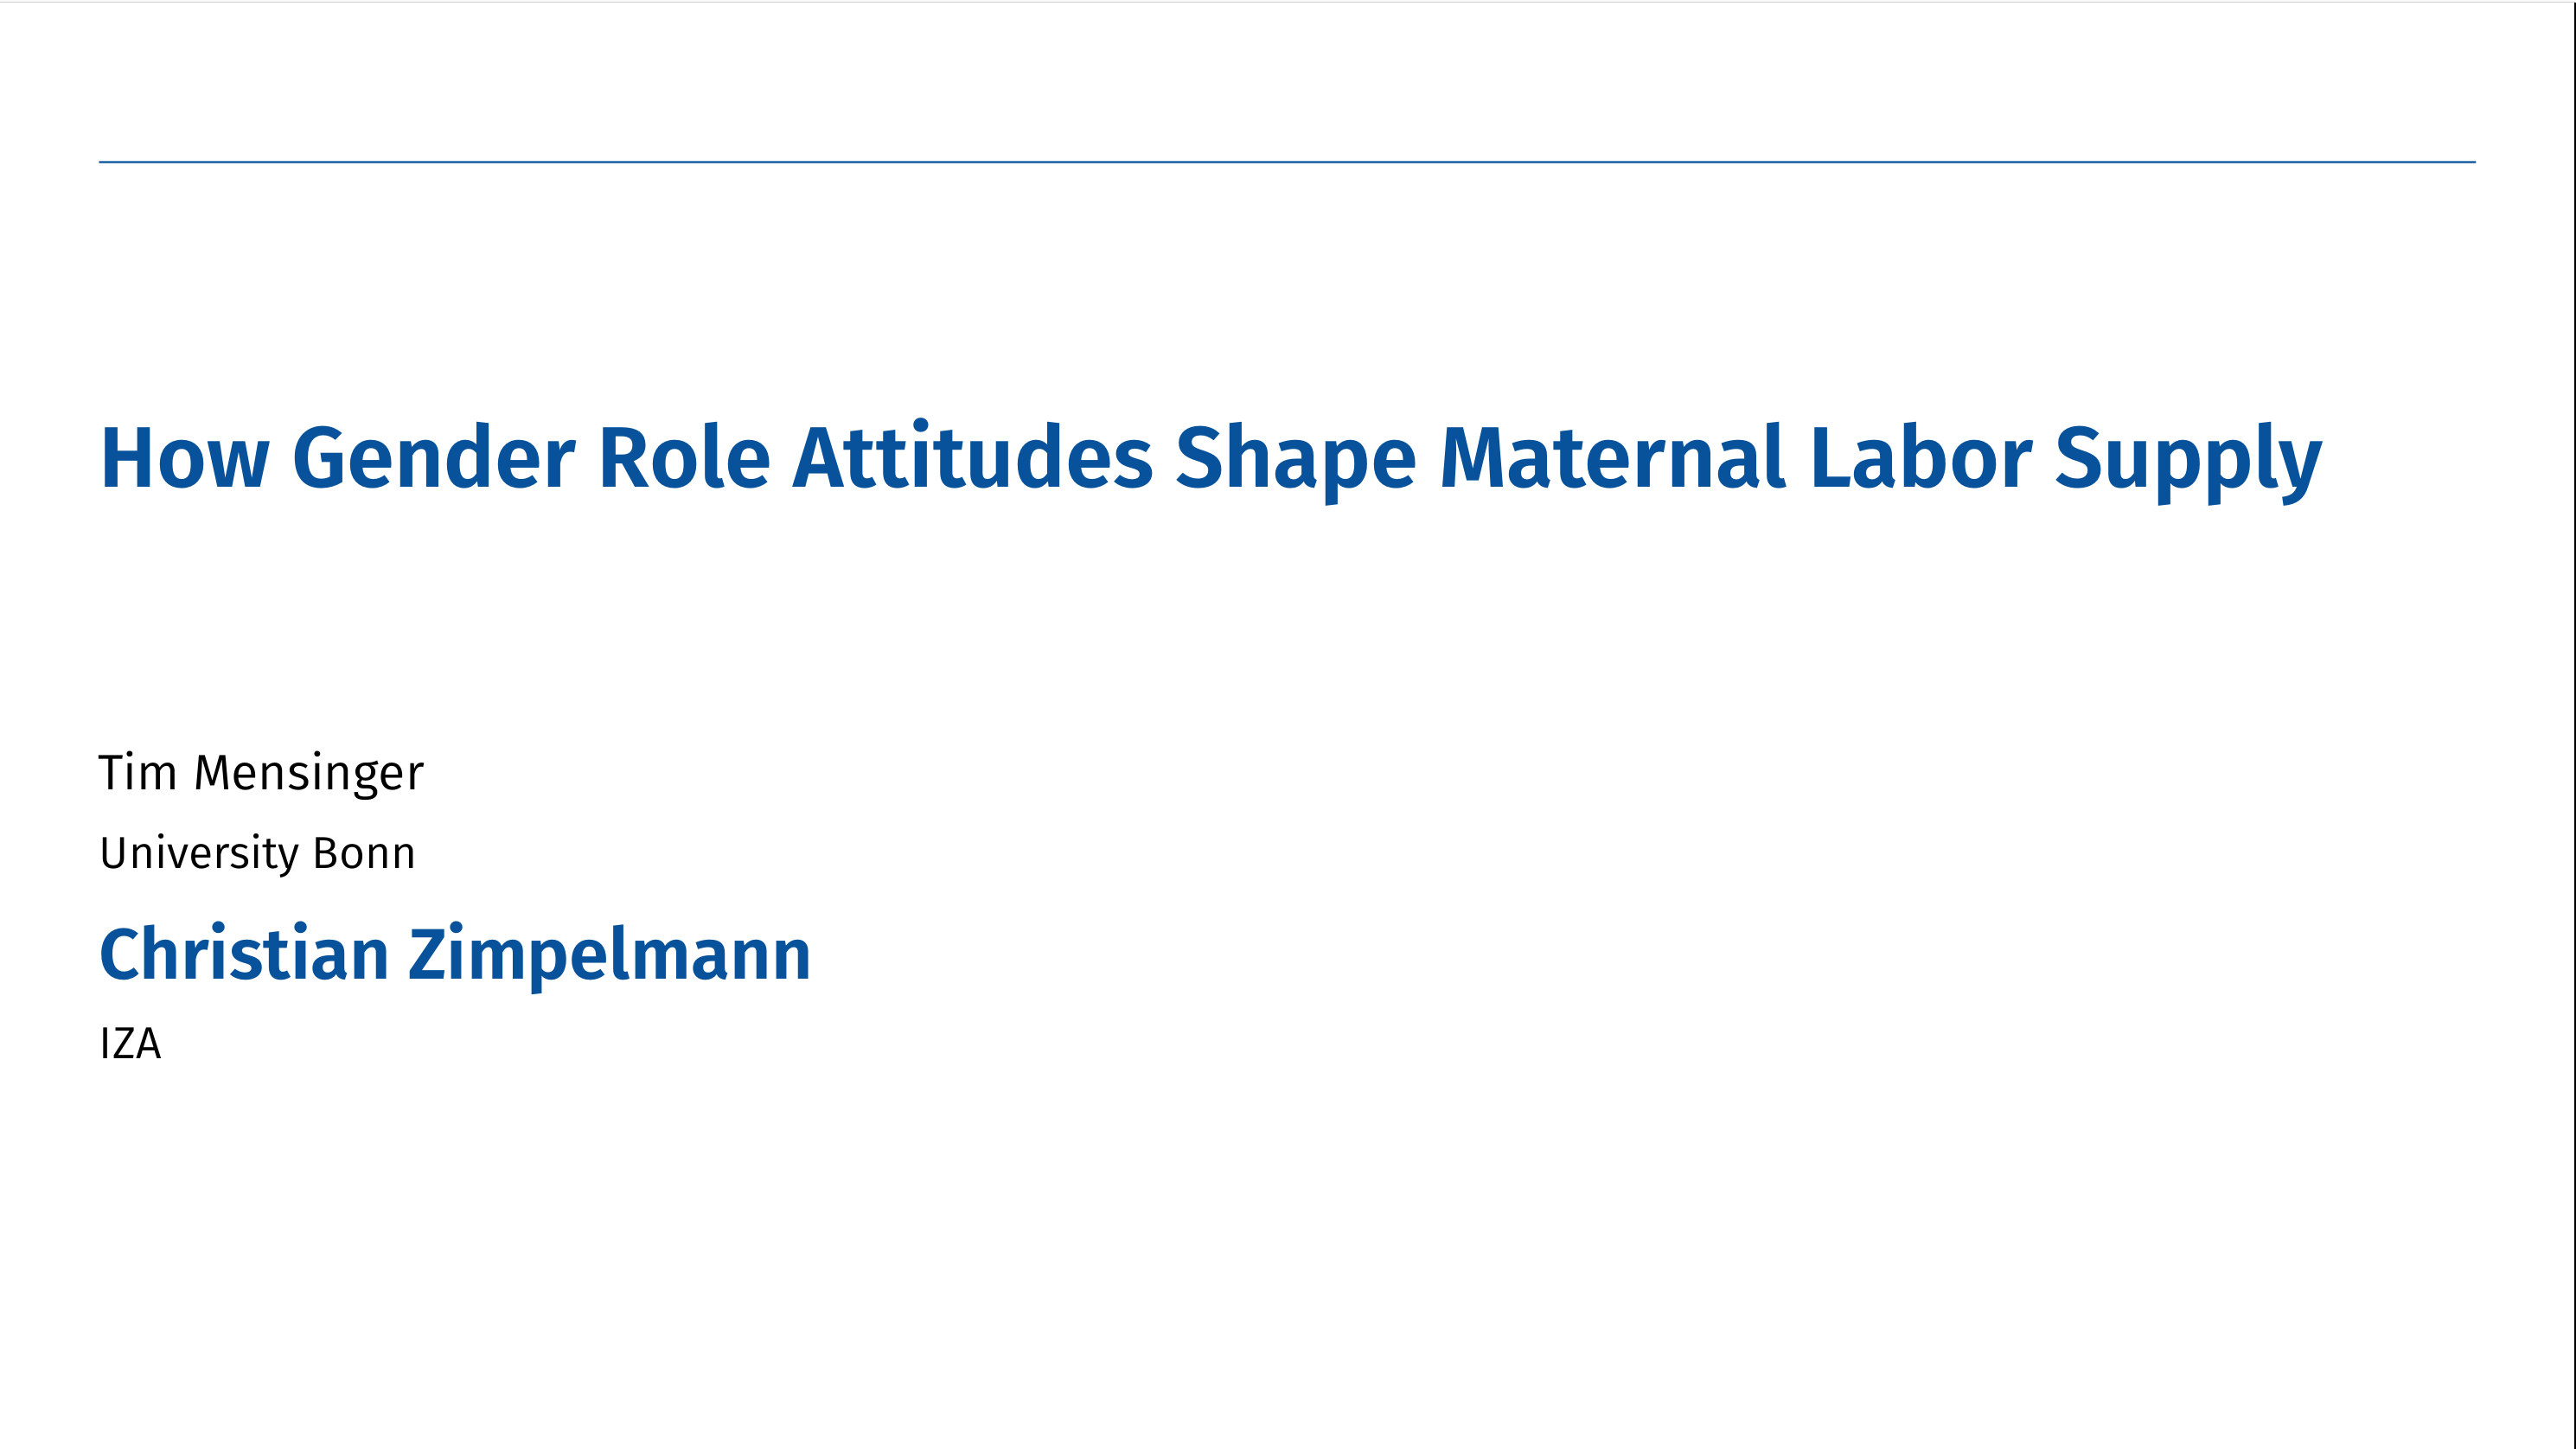 How Gender Role Attitudes Shape Maternal Labor Supply
Tim Mensinger
University Bonn
Christian Zimpelmann
IZA